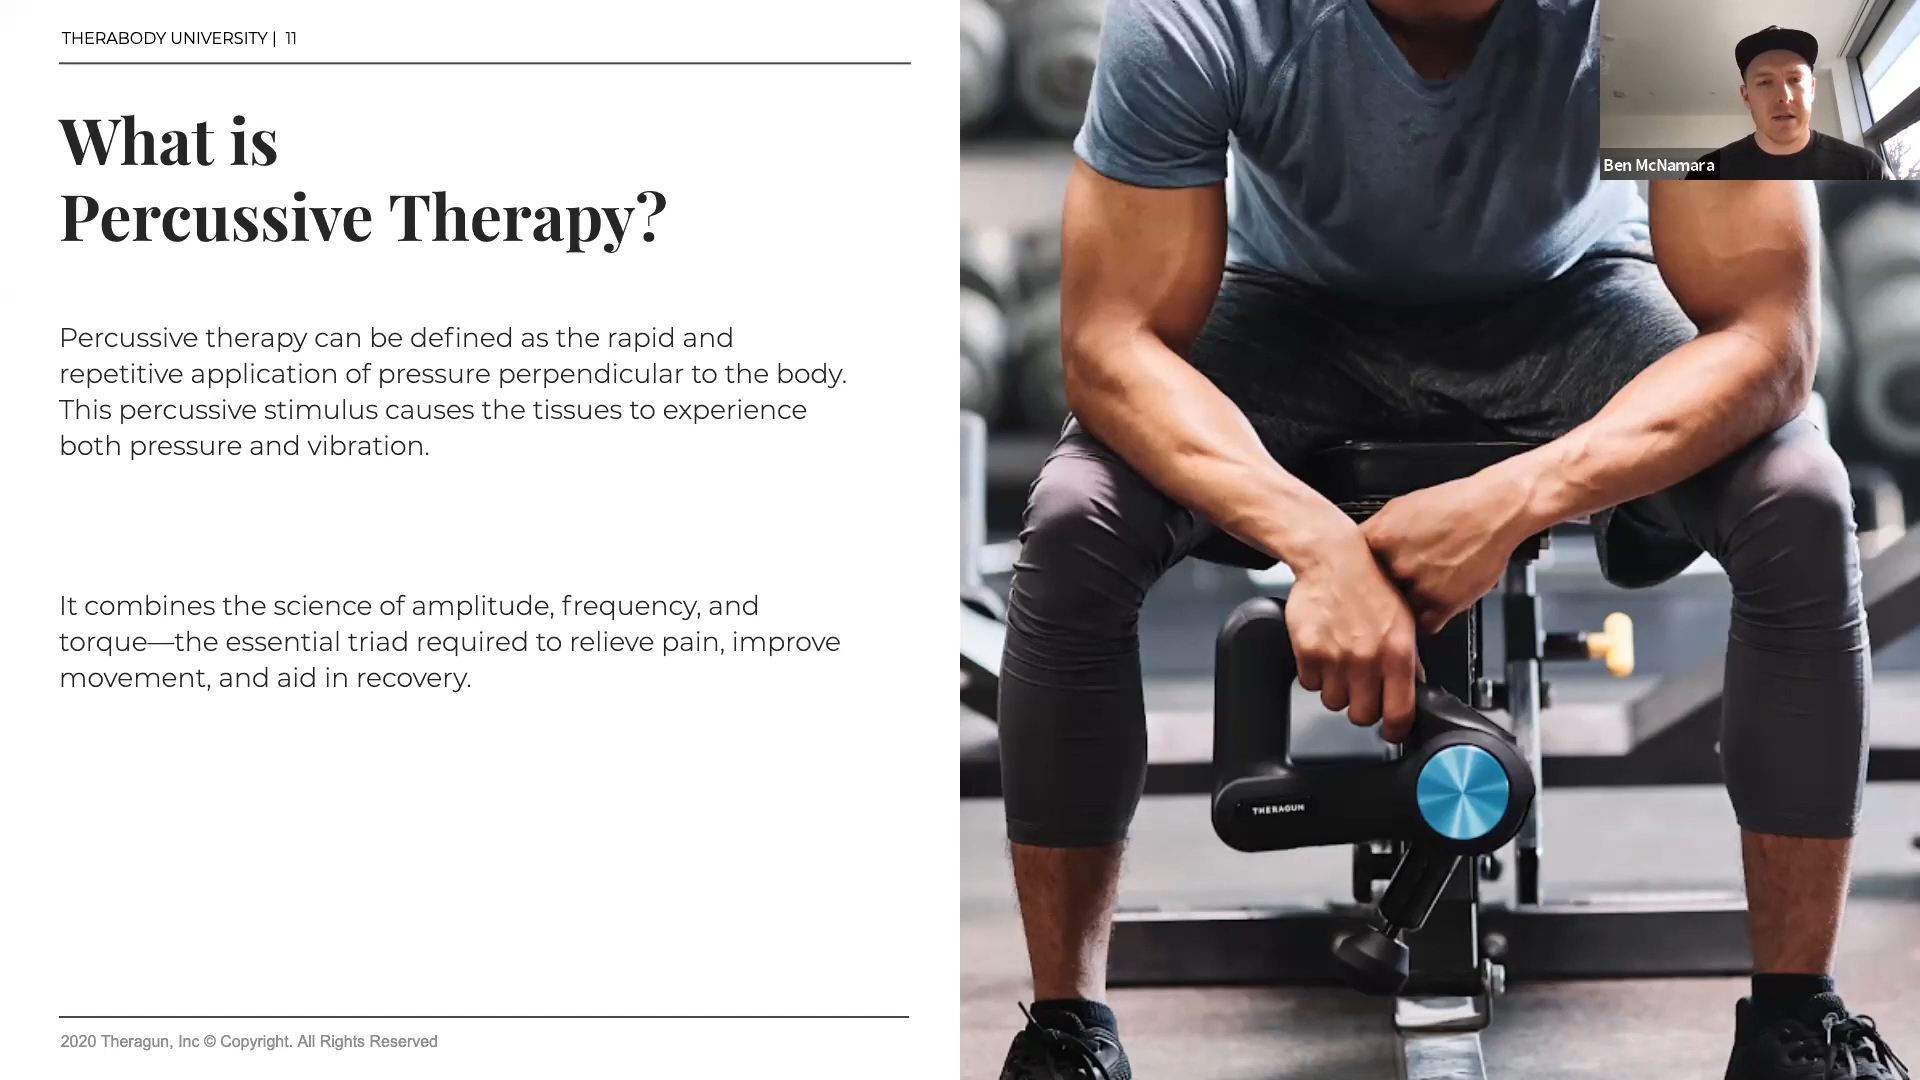 THERABODY UNIVERSITY | 11
What is
Percussive Therapy?
Percussive therapy can be defined as the rapid and
repetitive application of pressure perpendicular to the body.
This percussive stimulus causes the tissues to experience
both pressure and vibration.
It combines the science of amplitude, frequency, and
torque—the essential triad required to relieve pain, improve
movement, and aid in recovery.
2020 Theragun, Inc © Copyright. All Rights Reserved
Ben McNamara
THERAGUN